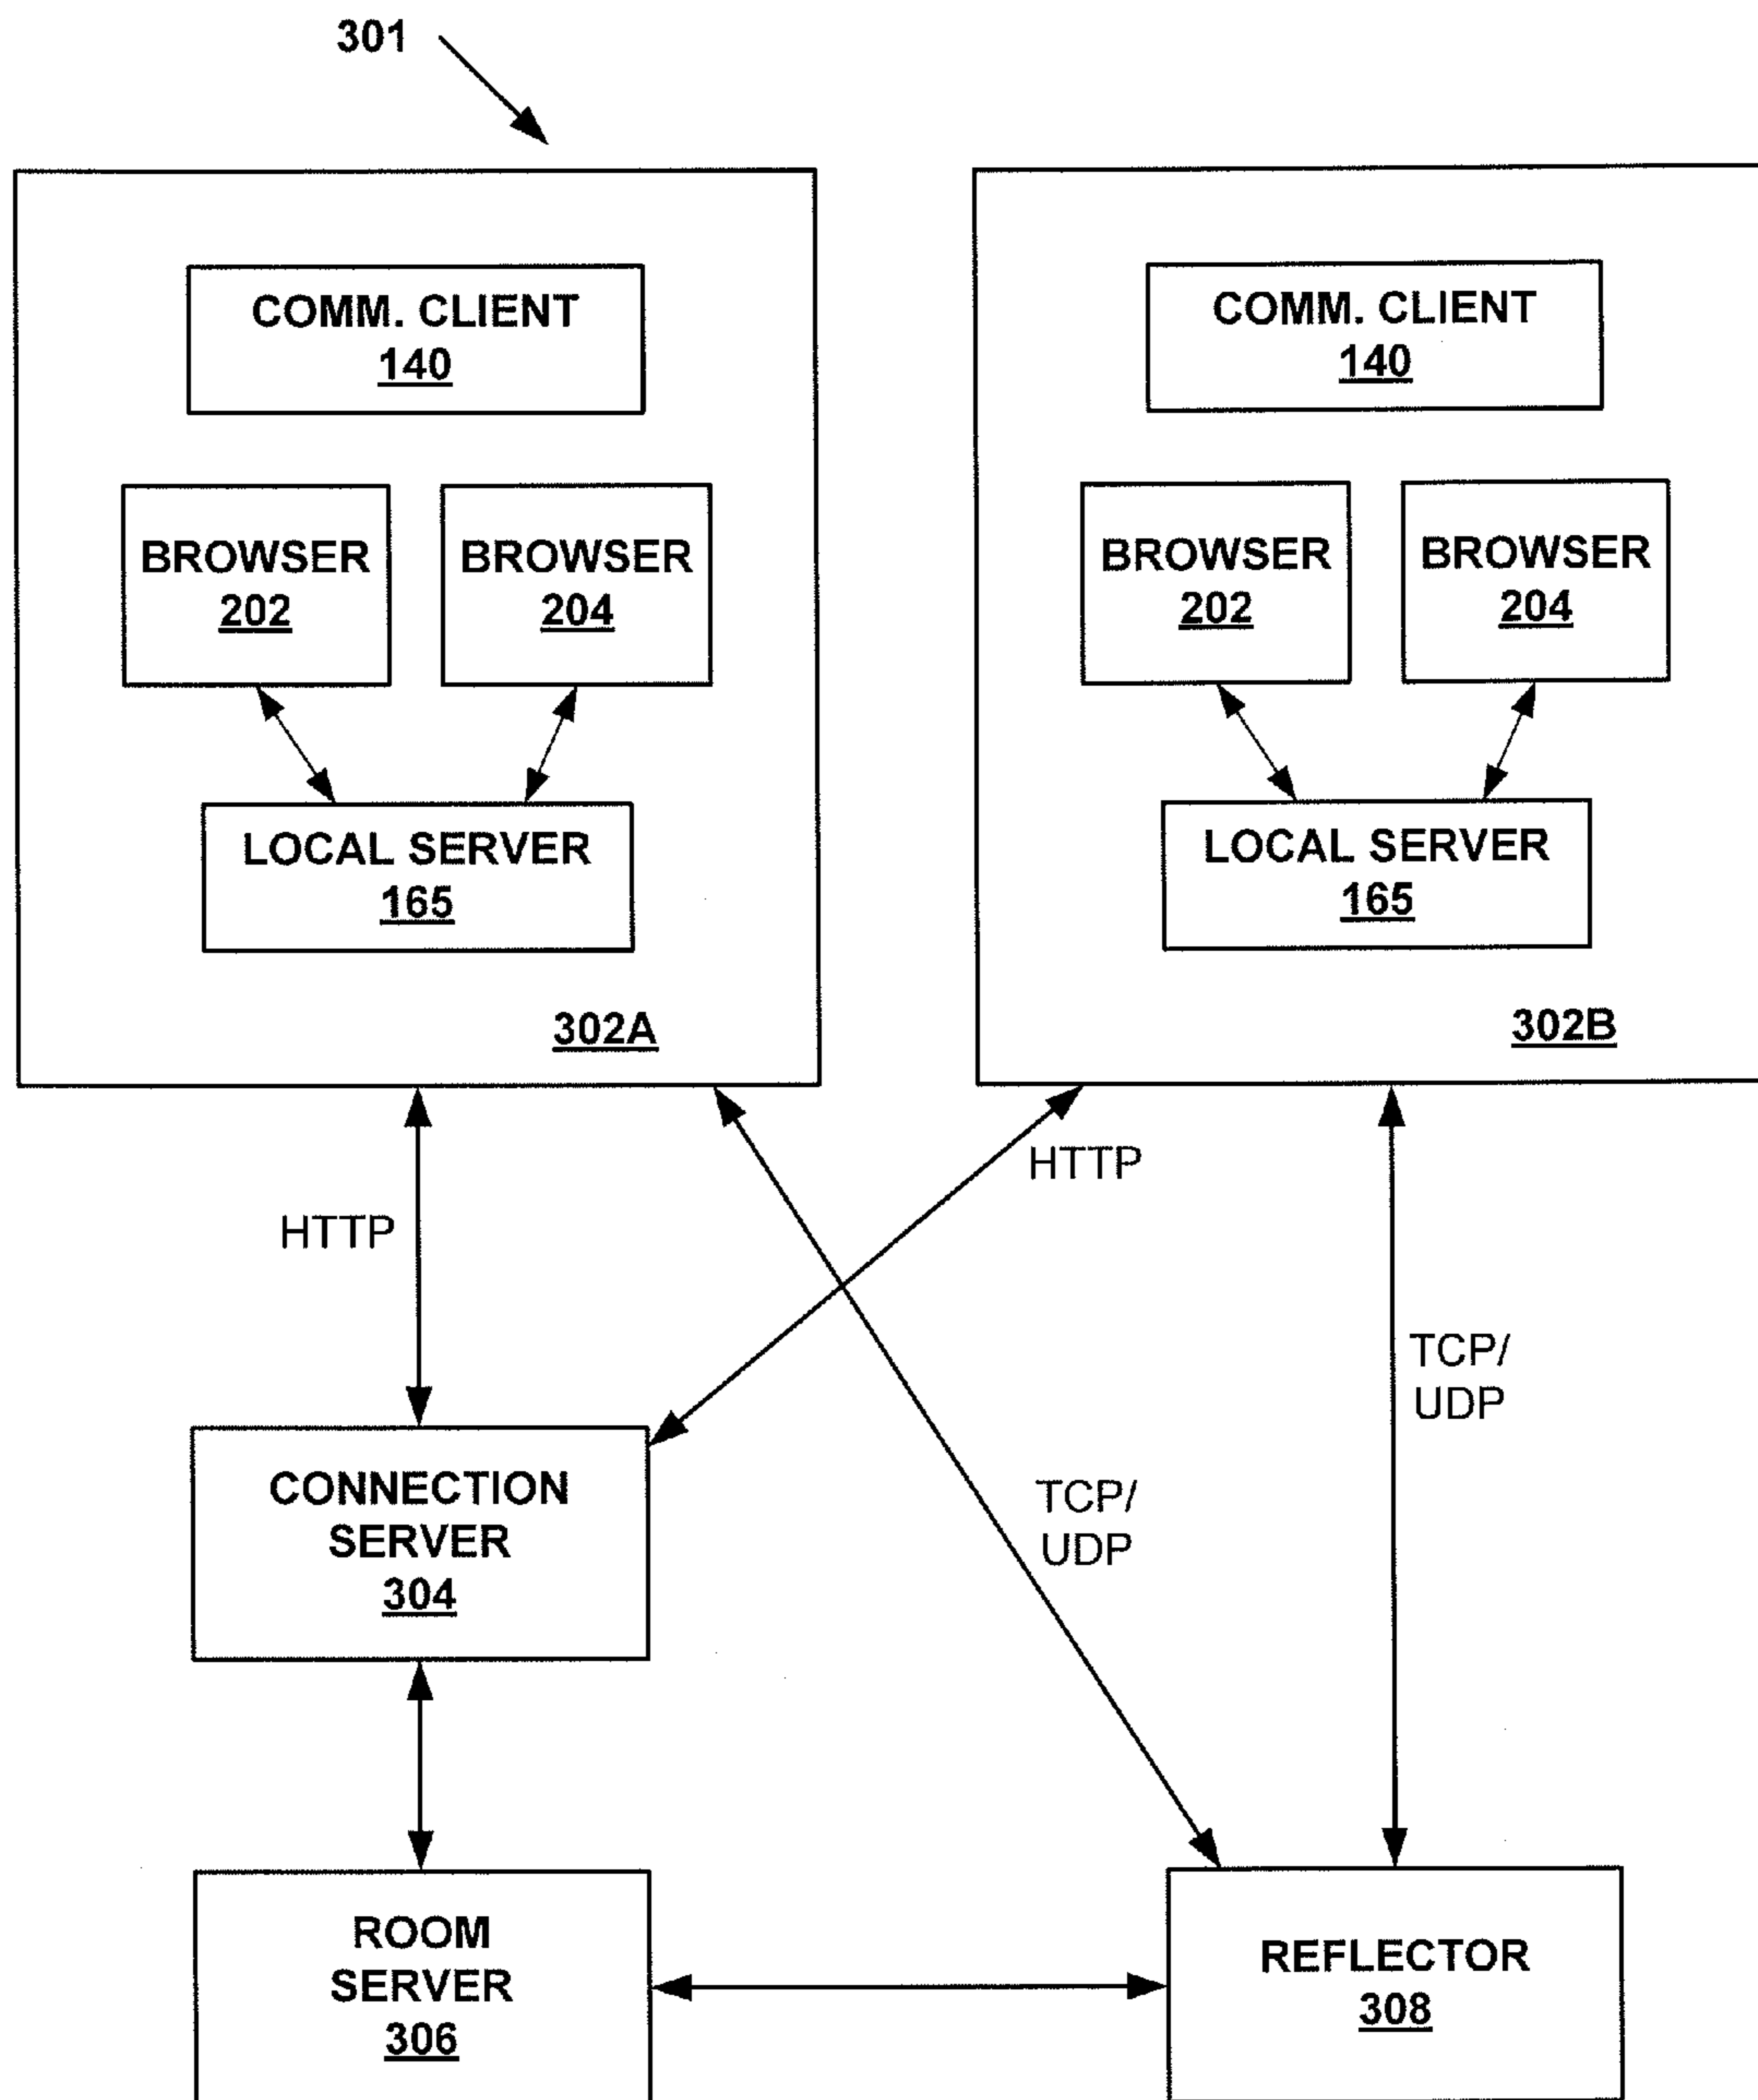 301
COMM. CLIENT
140
BROWSER
202
BROWSER
204
LOCAL SERVER
165
302A
COMM. CLIENT
140
BROWSER
202
BROWSER
204
LOCAL SERVER
165
302B
HTTP
HTTP
TCP/
UDP
TCP/
UDP
CONNECTION
SERVER
304
ROOM
SERVER
306
REFLECTOR
308